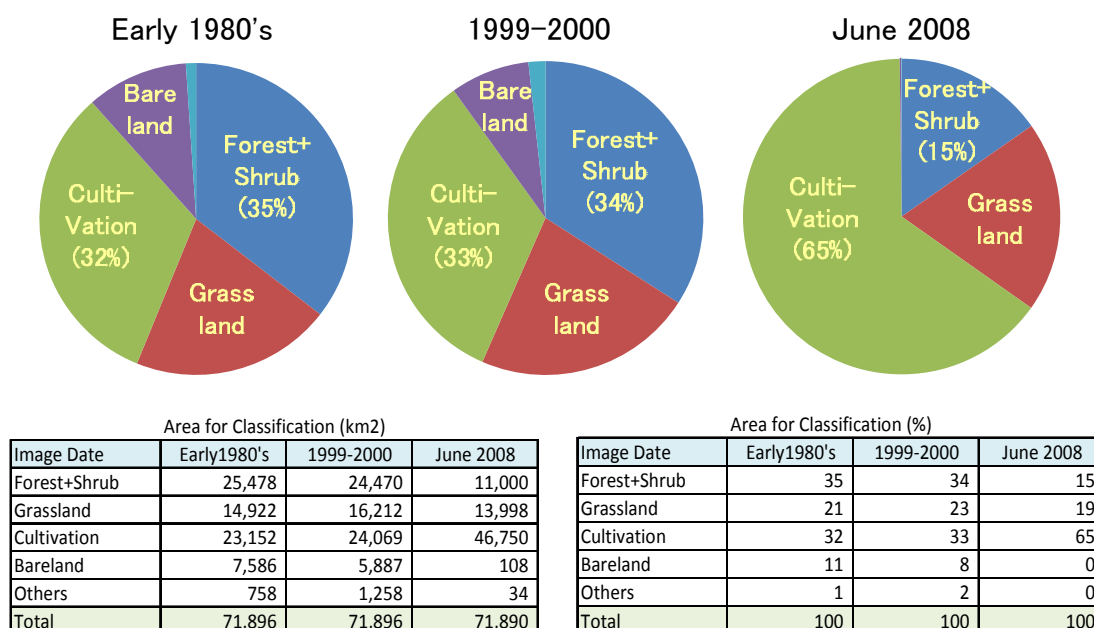 Early 1980's
1999-2000
June 2008
Bare
land
Forest+
Shrub
(35%)
Culti-
Vation
(32%)
Grass
land
Bare
land
Forest+
Shrub
(34%)
Culti-
Vation
(33%)
Grass
land
Forest+
Shrub
(15%)
Culti-
Vation
(65%)
Grass
land
Area for Classification (km2)
Image Date Early1980's 1999-2000 June 2008
Forest+Shrub 25,478 24,470 11,000
Grassland 14,922 16,212 13,998
Cultivation 23,152 24,069 46,750
Bareland 7,586 5,887 108
Others 758 1,258 34
Total 71,896 71,896 71,890
Area for Classification (%)
Image Date Early1980's 1999-2000 June 2008
Forest+Shrub 35 34 15
Grassland 21 23 19
Cultivation 32 33 65
Bareland 11 8 0
Others 1 2 0
Total 100 100 100